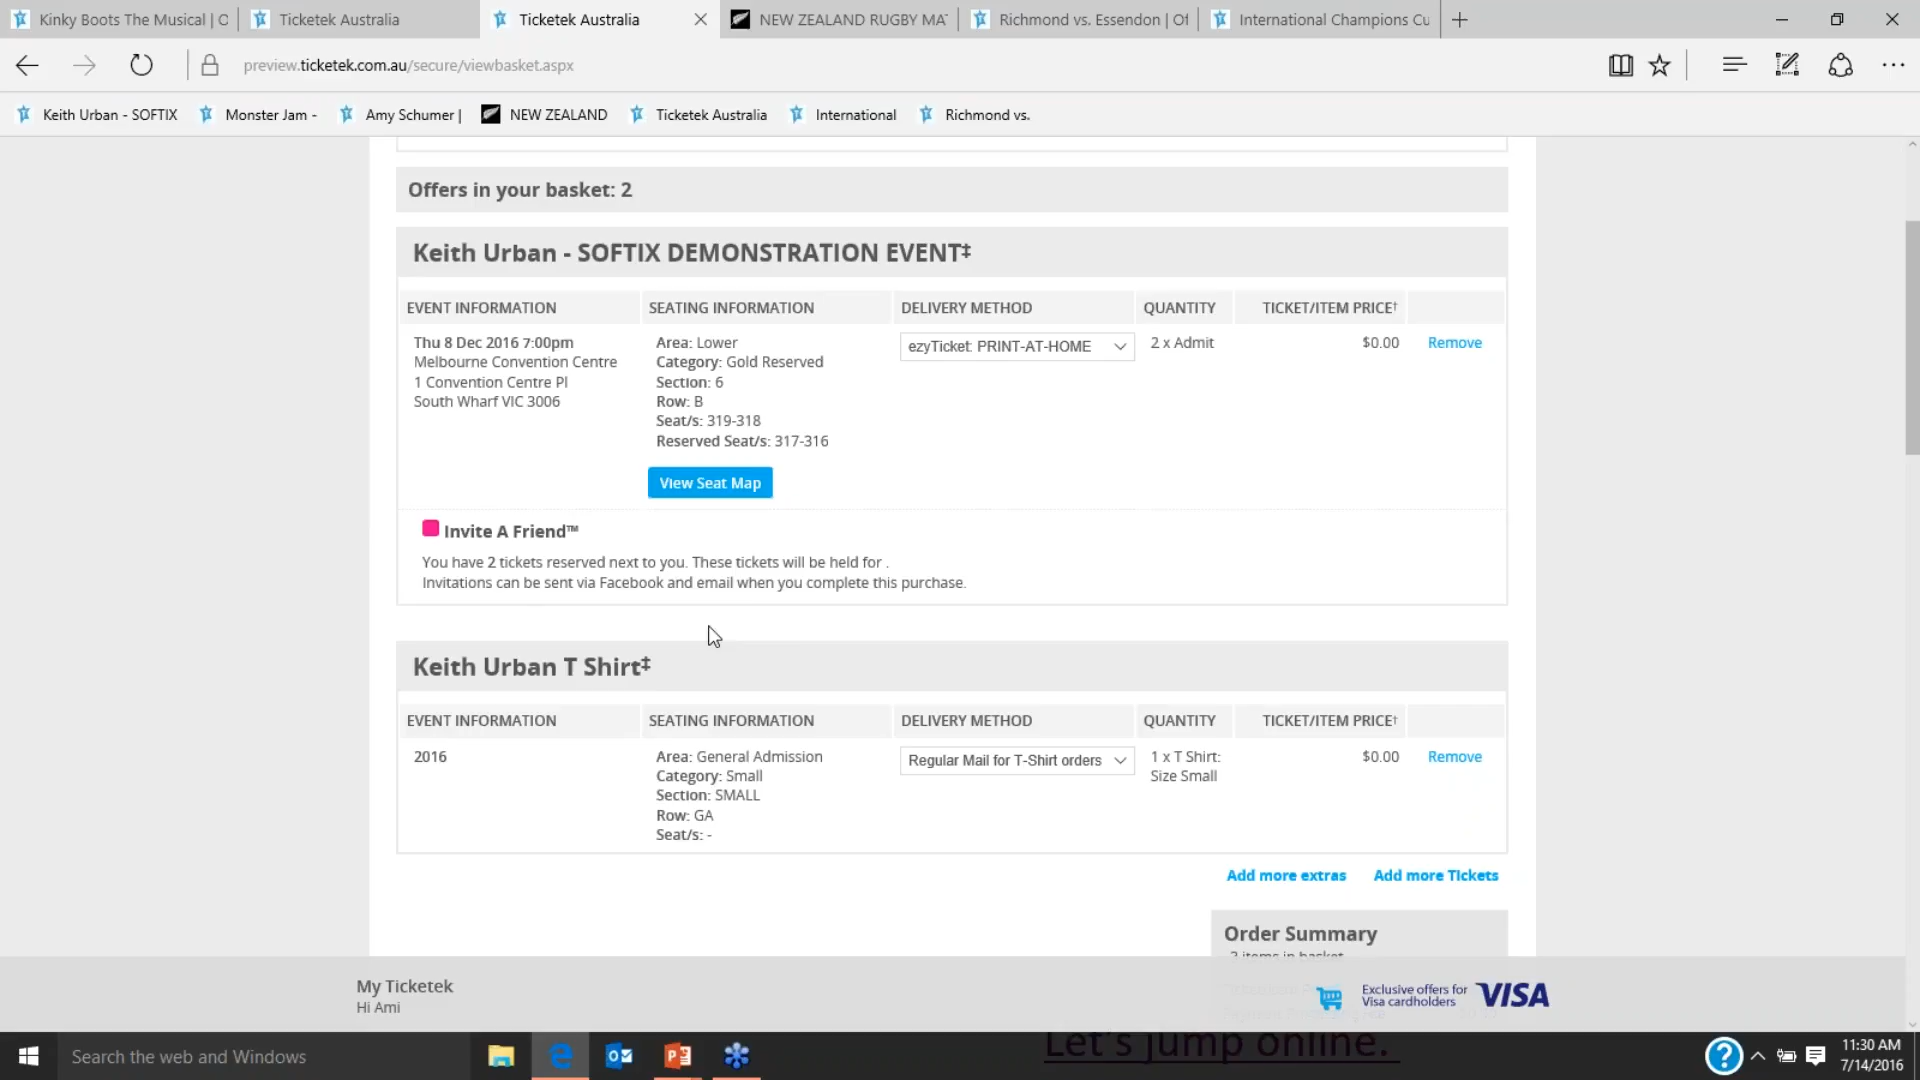 Kinky Boots The Musical | O
Ticketek Australia
Ticketek Australia
NEW ZEALAND RUGBY MA
Richmond vs. Essendon | Of
International Champions Cu
preview.ticketek.com.au/secure/viewbasket.aspx
Keith Urban - SOFTIX
Monster Jam -
Amy Schumer |
NEW ZEALAND
Ticketek Australia
International
Richmond vs.
Offers in your basket: 2
Keith Urban - SOFTIX DEMONSTRATION EVENT‡
EVENT INFORMATION SEATING INFORMATION DELIVERY METHOD QUANTITY TICKET/ITEM PRICE†
Thu 8 Dec 2016 7:00pm
Melbourne Convention Centre
1 Convention Centre Pl
South Wharf VIC 3006
Area: Lower
Category: Gold Reserved
Section: 6
Row: B
Seat/s: 319-318
Reserved Seat/s: 317-316
ezyTicket: PRINT-AT-HOME
2 x Admit
$0.00
Remove
View Seat Map
Invite A Friend™
You have 2 tickets reserved next to you. These tickets will be held for .
Invitations can be sent via Facebook and email when you complete this purchase.
Keith Urban T Shirt‡
EVENT INFORMATION SEATING INFORMATION DELIVERY METHOD QUANTITY TICKET/ITEM PRICE†
2016
Area: General Admission
Category: Small
Section: SMALL
Row: GA
Seat/s: -
Regular Mail for T-Shirt orders
1 x T Shirt:
Size Small
$0.00
Remove
Add more extras
Add more Tickets
Order Summary
items in basket
My Ticketek
Hi Ami
Exclusive offers for
Visa cardholders
VISA
Let's jump online.
Search the web and Windows
11:30 AM
7/14/2016